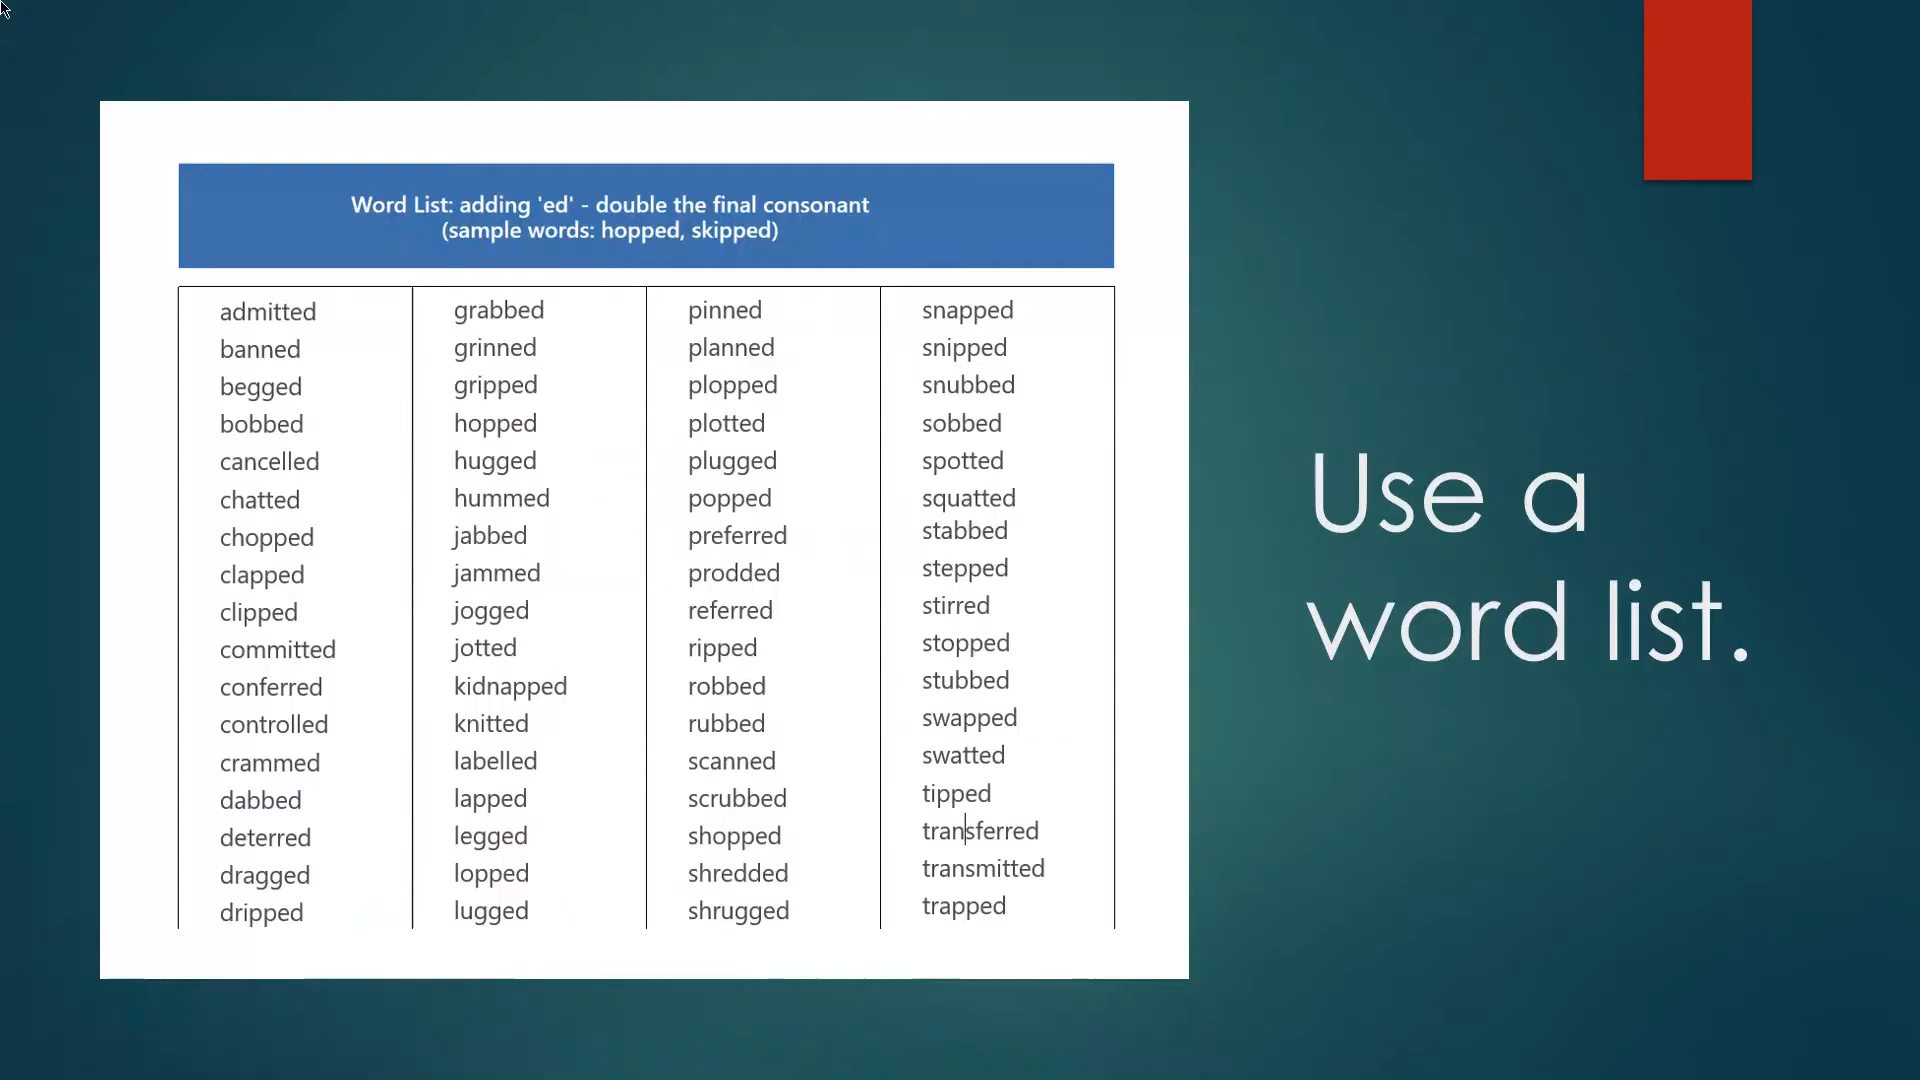 Word List: adding 'ed' - double the final consonant
(sample words: hopped, skipped)
admitted
banned
begged
bobbed
cancelled
chatted
chopped
clapped
clipped
committed
conferred
controlled
crammed
dabbed
deterred
dragged
dripped
grabbed
grinned
gripped
hopped
hugged
hummed
jabbed
jammed
jogged
jotted
kidnapped
knitted
labelled
lapped
legged
lopped
lugged
pinned
planned
plopped
plotted
plugged
popped
preferred
prodded
referred
ripped
robbed
rubbed
scanned
scrubbed
shopped
shredded
shrugged
snapped
snipped
snubbed
sobbed
spotted
squatted
stabbed
stepped
stirred
stopped
stubbed
swapped
swatted
tipped
transferred
transmitted
trapped
Use a
word list.